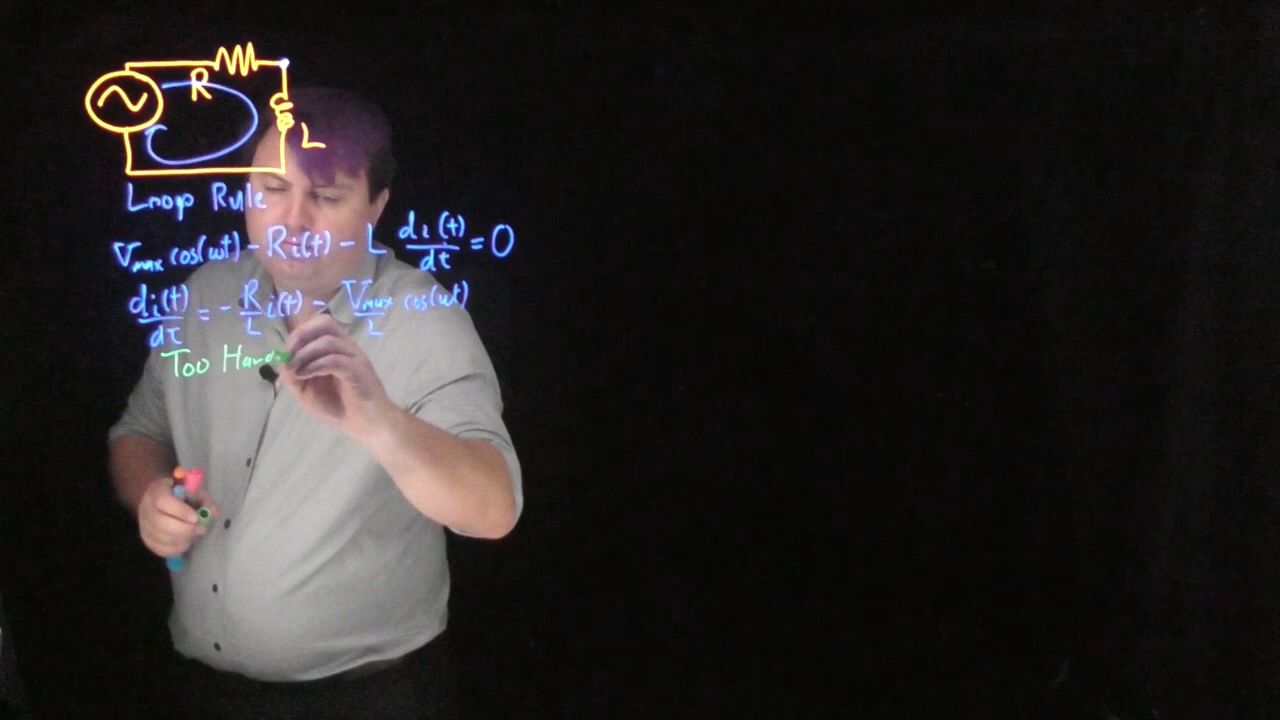 R
L
Loop Rule
Vmax cos(ωt) - Ri(t) - L di(t)/dt = 0
di(t)/dt = - R/L i(t) - Vmax/L cos(ωt)
Too Hard